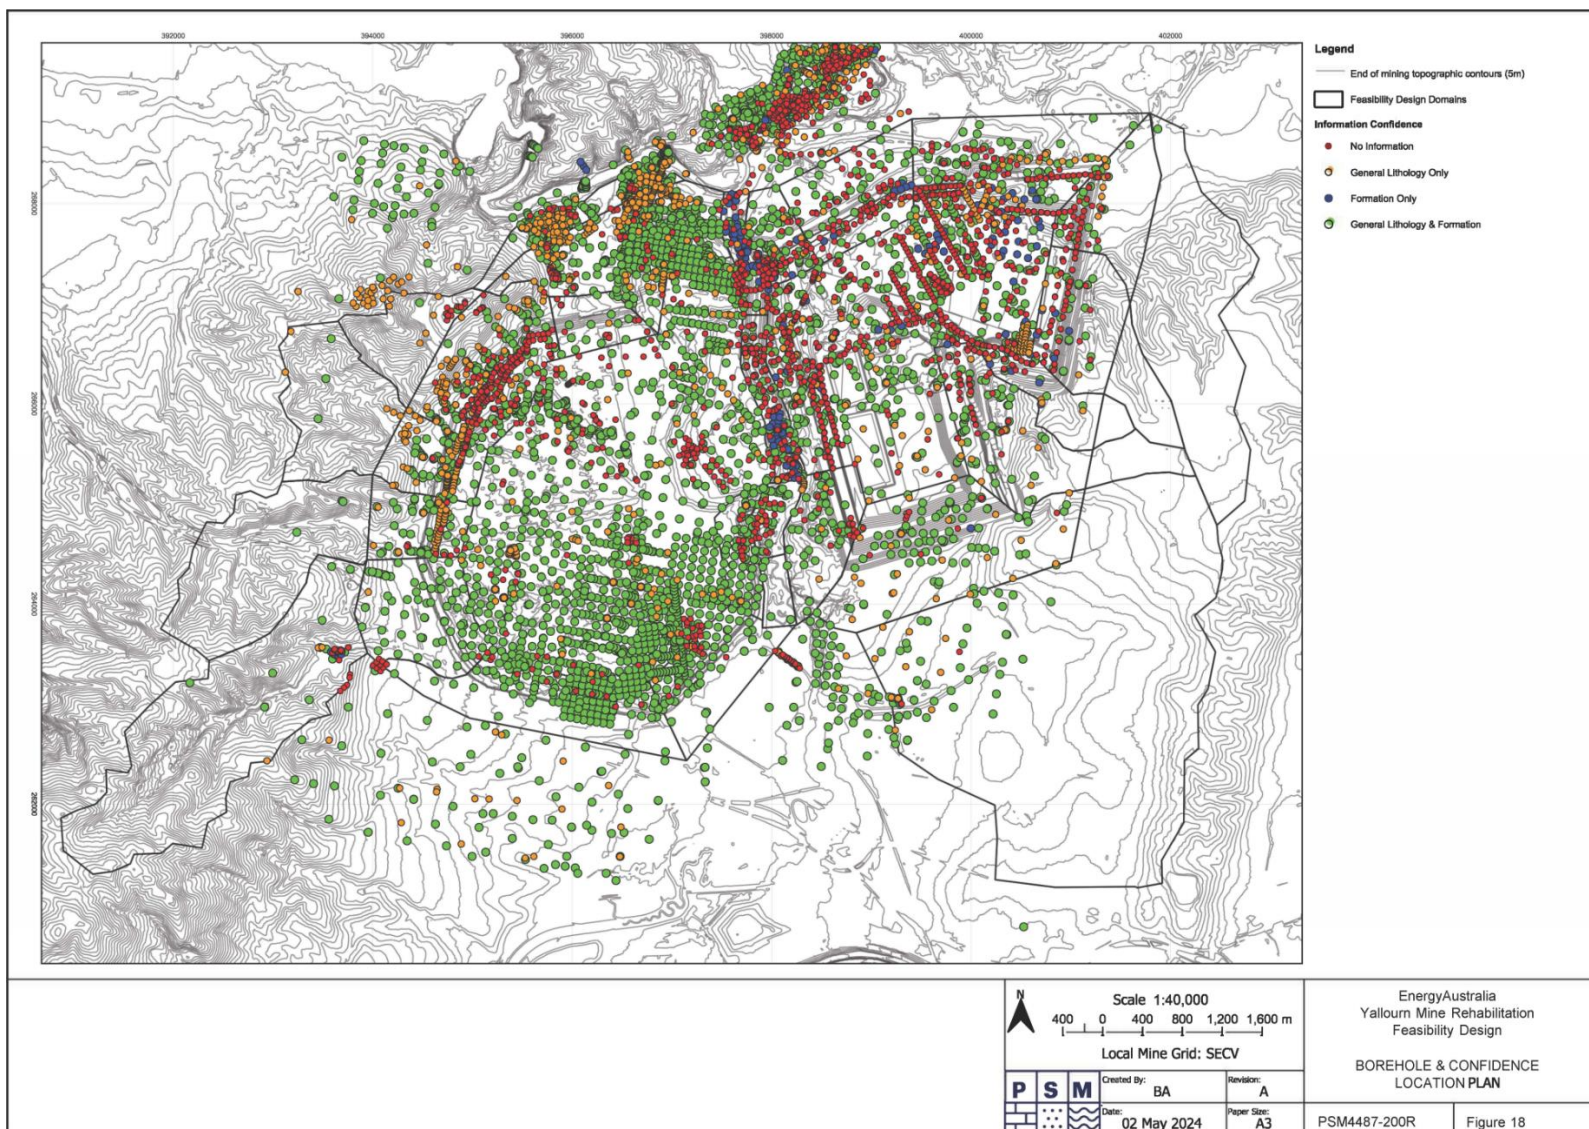 392000
394000
396000
398000
400000
402000
268000
266000
264000
262000
Legend
End of mining topographic contours (5m)
Feasibility Design Domains
Information Confidence
No Information
General Lithology Only
Formation Only
General Lithology & Formation
N
Scale 1:40,000
400 0 400 800 1,200 1,600 m
Local Mine Grid: SECV
P S M
Created By:
BA
Revision:
A
Date:
02 May 2024
Paper Size:
A3
EnergyAustralia
Yallourn Mine Rehabilitation
Feasibility Design
BOREHOLE & CONFIDENCE
LOCATION PLAN
PSM4487-200R
Figure 18